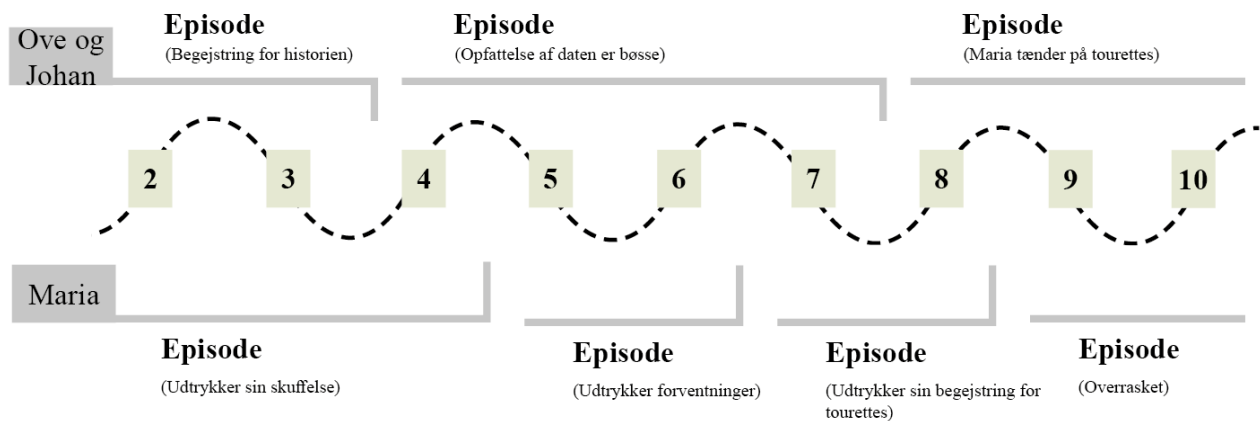 Ove og
Johan
Episode
(Begejstring for historien)
Episode
(Opfattelse af daten er bøsse)
Episode
(Maria tænder på tourettes)
2
3
4
5
6
7
8
9
10
Maria
Episode
(Udtrykker sin skuffelse)
Episode
(Udtrykker forventninger)
Episode
(Udtrykker sin begejstring for
tourettes)
Episode
(Overrasket)